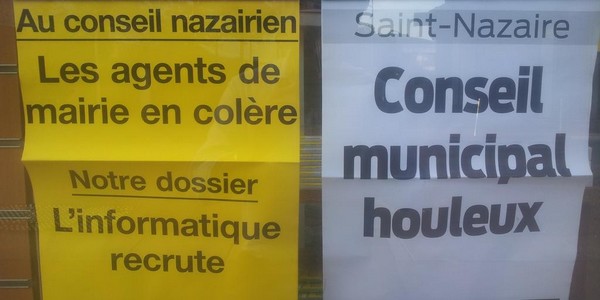 Au conseil nazairien
Les agents de
mairie en colère
Notre dossier
L'informatique
recrute
Saint-Nazaire
Conseil
municipal
houleux